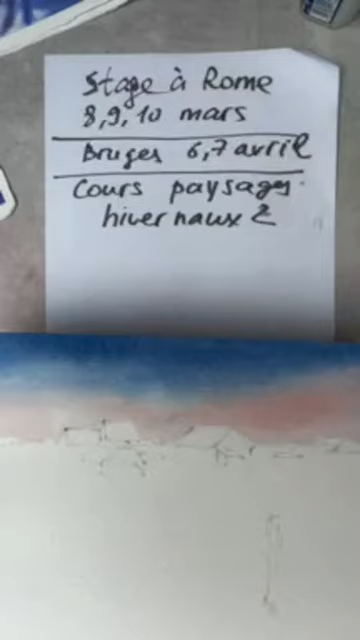 Stage à Rome
8,9,10 mars
Bruges 6,7 avril
Cours paysages
hivernaux 2